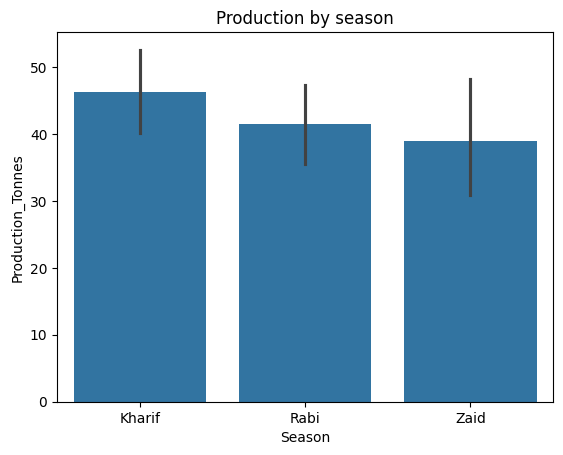 Production by season
Production_Tonnes
50
40
30
20
10
0
Kharif Rabi Zaid
Season